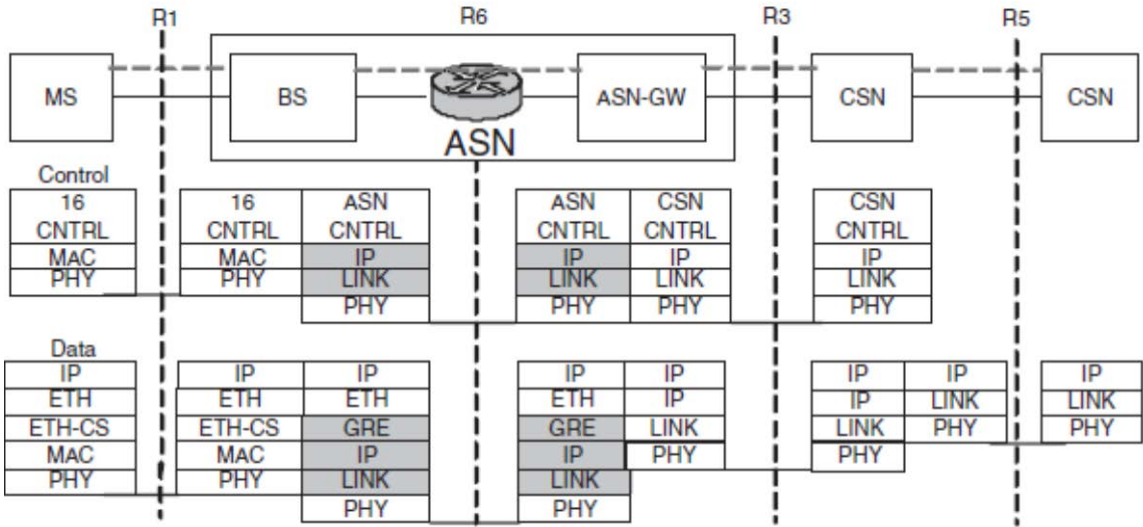 R1 R6 R3 R5
MS BS ASN-GW CSN CSN
ASN
Control
16 16 ASN ASN CSN CSN
CNTRL CNTRL CNTRL CNTRL CNTRL CNTRL
MAC MAC IP IP IP IP
PHY PHY LINK LINK LINK LINK
PHY PHY PHY PHY
Data
IP IP IP IP IP IP IP IP
ETH ETH ETH ETH IP IP LINK LINK
ETH-CS ETH-CS GRE GRE LINK LINK PHY PHY
MAC MAC IP IP PHY PHY
PHY PHY LINK LINK
PHY PHY